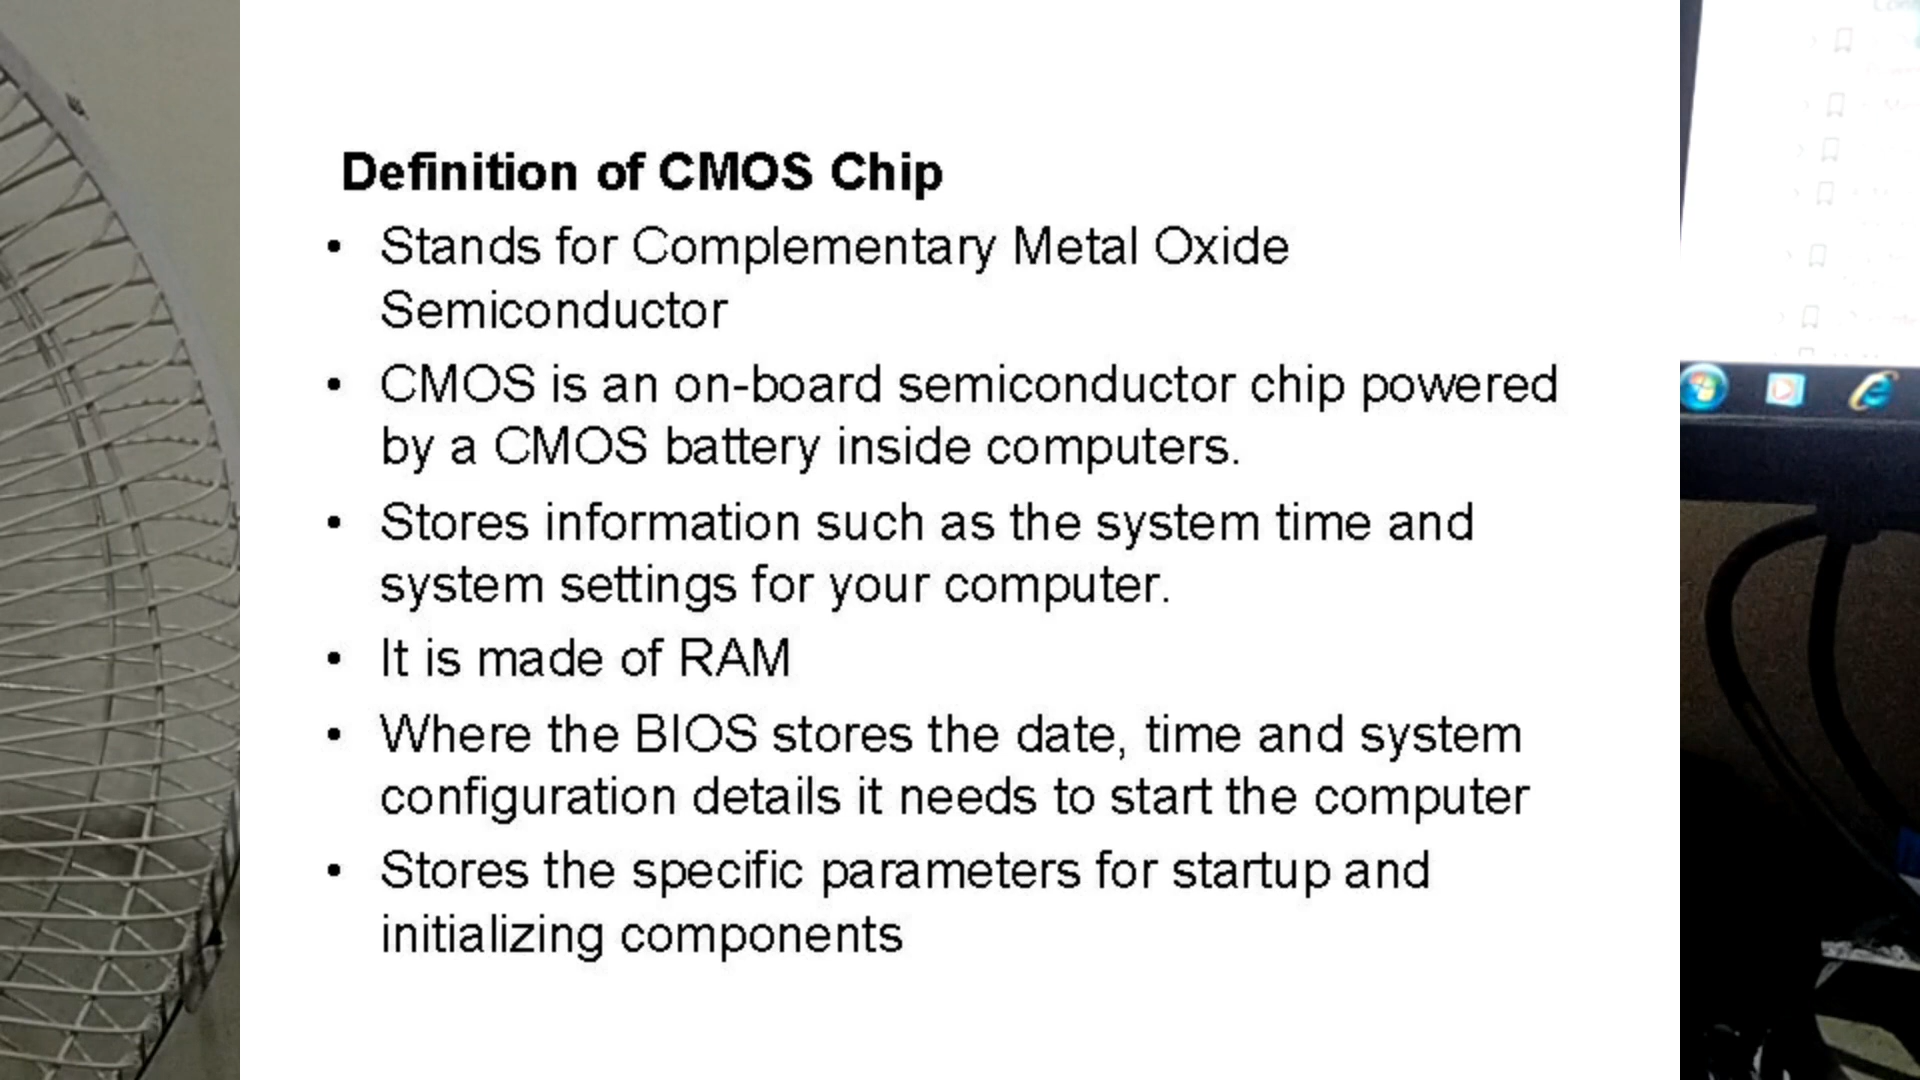 Definition of CMOS Chip
• Stands for Complementary Metal Oxide
Semiconductor
• CMOS is an on-board semiconductor chip powered
by a CMOS battery inside computers.
• Stores information such as the system time and
system settings for your computer.
• It is made of RAM
• Where the BIOS stores the date, time and system
configuration details it needs to start the computer
• Stores the specific parameters for startup and
initializing components